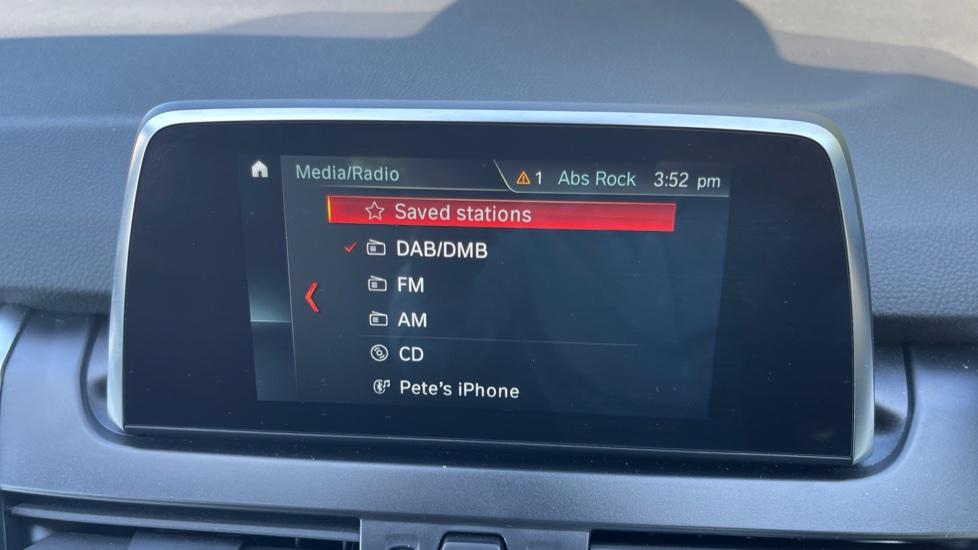 Media/Radio
1 Abs Rock 3:52 pm
Saved stations
DAB/DMB
FM
AM
CD
Pete's iPhone